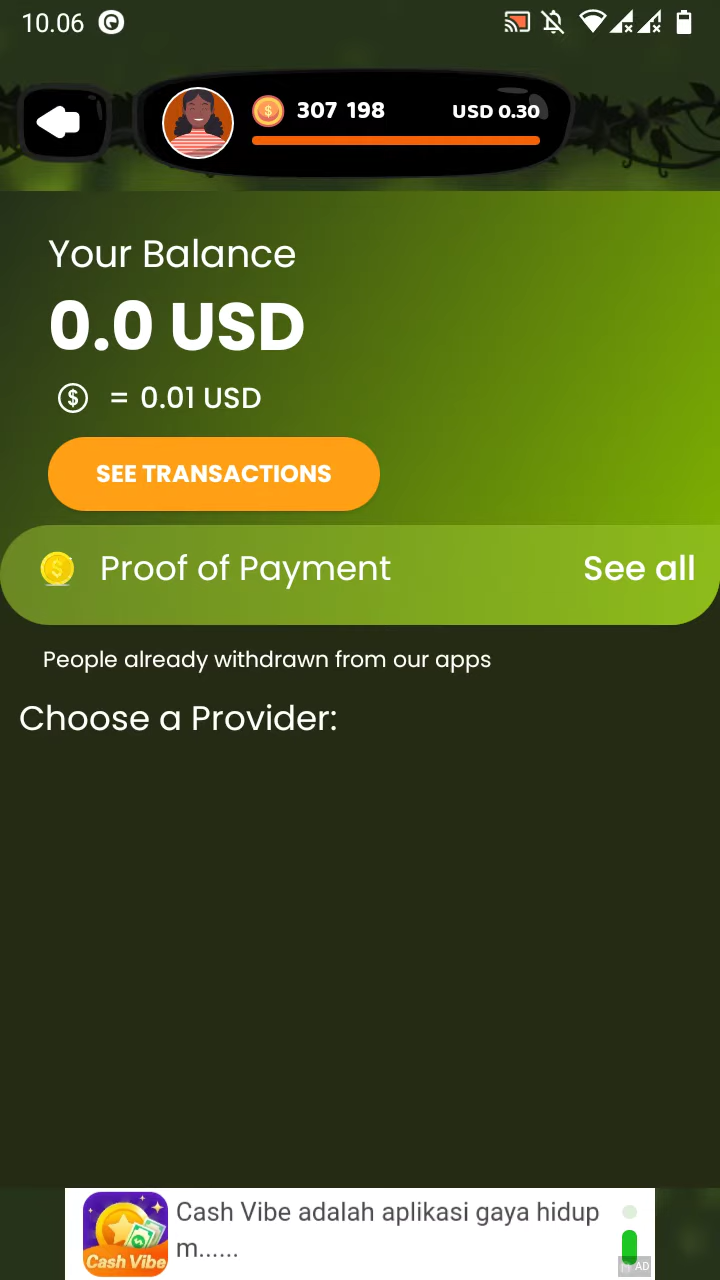 10.06
307 198 USD 0.30
Your Balance
0.0 USD
$ = 0.01 USD
SEE TRANSACTIONS
$ Proof of Payment See all
People already withdrawn from our apps
Choose a Provider:
Cash Vibe adalah aplikasi gaya hidup
m......
Cash Vibe
AD